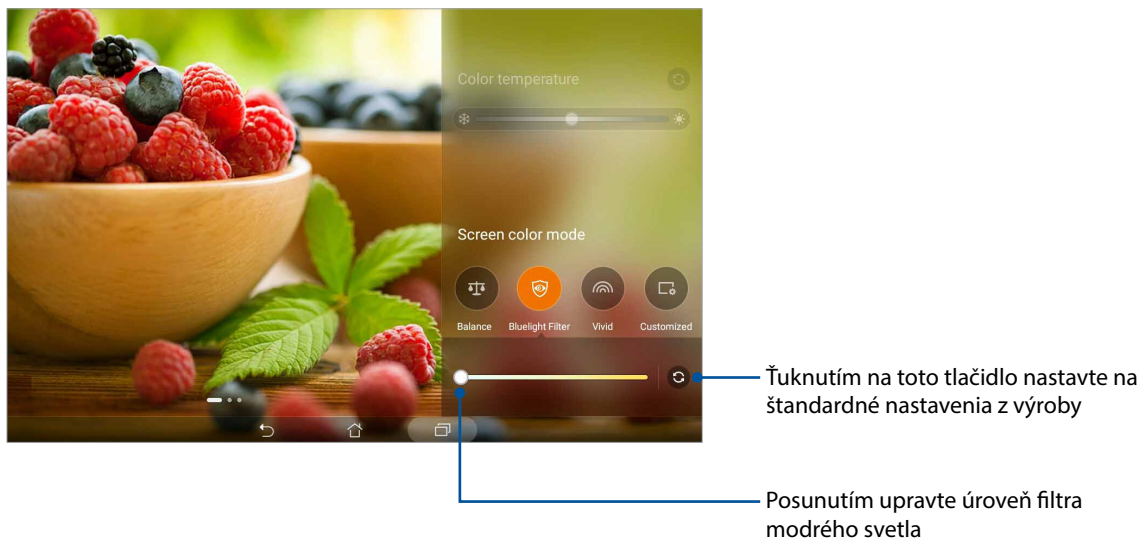 Color temperature
Screen color mode
Balance
Bluelight Filter
Vivid
Customized
Ťuknutím na toto tlačidlo nastavte na
štandardné nastavenia z výroby
Posunutím upravte úroveň filtra
modrého svetla